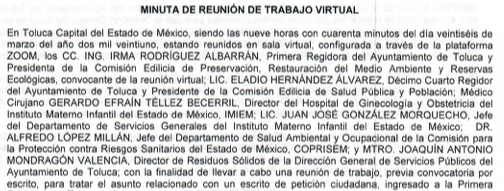 MINUTA DE REUNIÓN DE TRABAJO VIRTUAL
En Toluca Capital del Estado de México, siendo las nueve horas con cuarenta minutos del día veintiséis de
marzo del año dos mil veintiuno, estando reunidos en sala virtual, configurada a través de la plataforma
ZOOM, los CC. ING. IRMA RODRÍGUEZ ALBARRÁN, Primera Regidora del Ayuntamiento de Toluca y
Presidenta de la Comisión Edilicia de Preservación, Restauración del Medio Ambiente y Reservas
Ecológicas, convocante de la reunión virtual; LIC. ELADIO HERNÁNDEZ ÁLVAREZ, Décimo Cuarto Regidor
del Ayuntamiento de Toluca y Presidente de la Comisión Edilicia de Salud Pública y Población; Médico
Cirujano GERARDO EFRAÍN TÉLLEZ BECERRIL, Director del Hospital de Ginecología y Obstetricia del
Instituto Materno Infantil del Estado de México, IMIEM; LIC. JUAN JOSÉ GONZÁLEZ MORQUECHO, Jefe
del Departamento de Servicios Generales del Instituto Materno Infantil del Estado de México; DR.
ALFREDO LÓPEZ MILLÁN, Jefe del Departamento de Salud Ambiental y Ocupacional de la Comisión para
la Protección contra Riesgos Sanitarios del Estado de México, COPRISEM; Y MTRO. JOAQUIN ANTONIO
MONDRAGÓN VALENCIA, Director de Residuos Sólidos de la Dirección General de Servicios Públicos del
Ayuntamiento de Toluca; con la finalidad de llevar a cabo una reunión de trabajo, previa convocatoria por
escrito, para tratar el asunto relacionado con un escrito de petición ciudadana, ingresado a la Primera